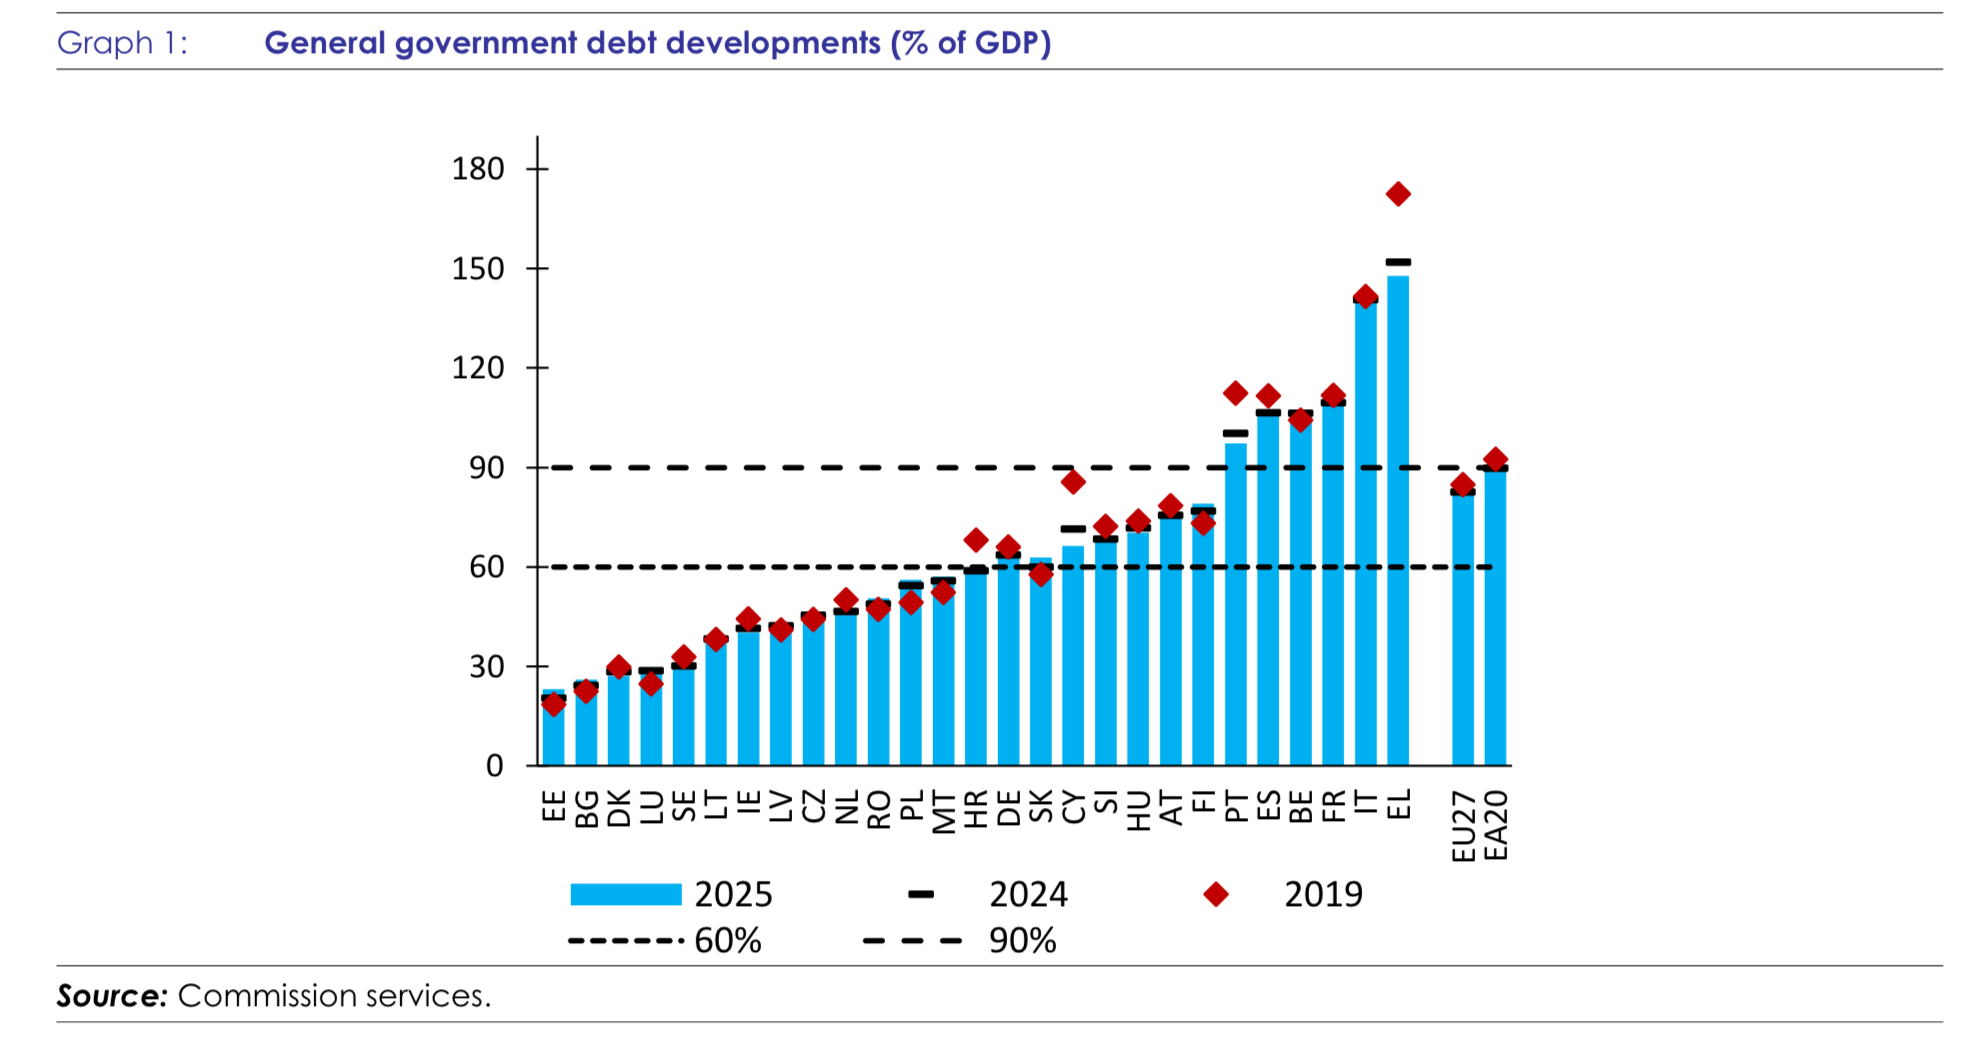 Graph 1: General government debt developments (% of GDP)
180
150
120
90
60
30
0
EE BG DK LU SE LT IE LV CZ NL RO PL MT HR DE SK CY SI HU AT FI PT ES BE FR IT EL EU27 EA20
2025 2024 2019
60% 90%
Source: Commission services.